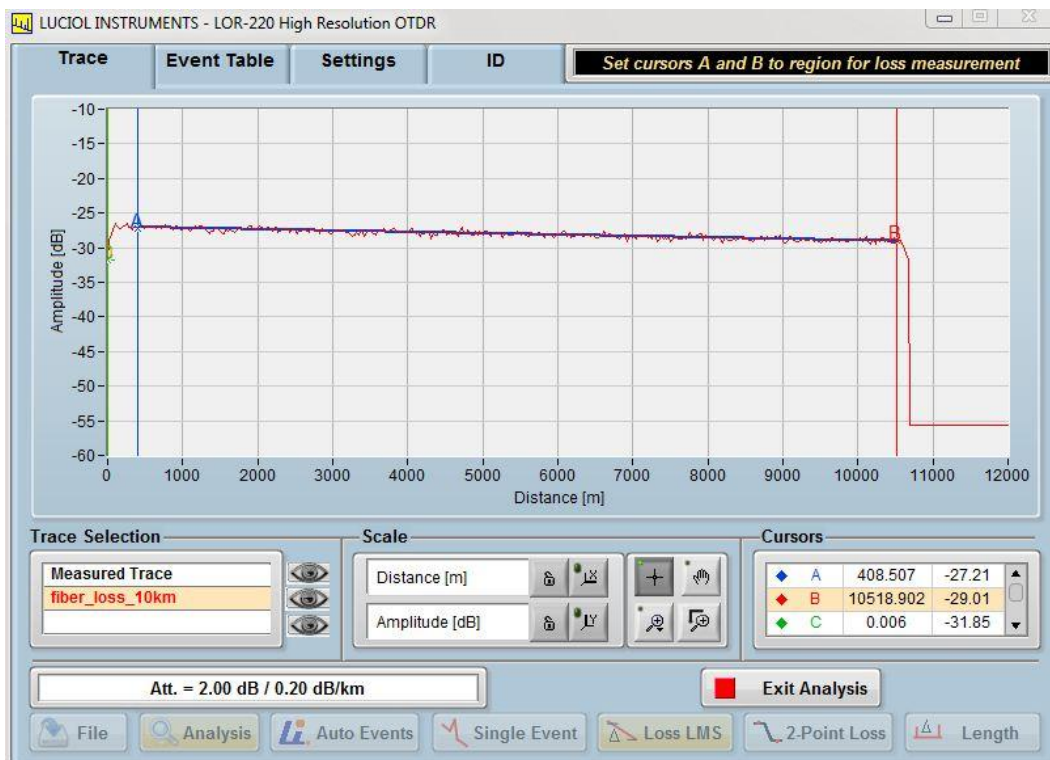 LUCIOL INSTRUMENTS - LOR-220 High Resolution OTDR
Trace Event Table Settings ID Set cursors A and B to region for loss measurement
-10
-15
-20
-25
-30
-35
-40
-45
-50
-55
-60
Amplitude [dB]
A
B
0 1000 2000 3000 4000 5000 6000 7000 8000 9000 10000 11000 12000
Distance [m]
Trace Selection Scale Cursors
Measured Trace
fiber_loss_10km
Distance [m]
Amplitude [dB]
A 408.507 -27.21
B 10518.902 -29.01
C 0.006 -31.85
Att. = 2.00 dB / 0.20 dB/km Exit Analysis
File Analysis Auto Events Single Event Loss LMS 2-Point Loss Length